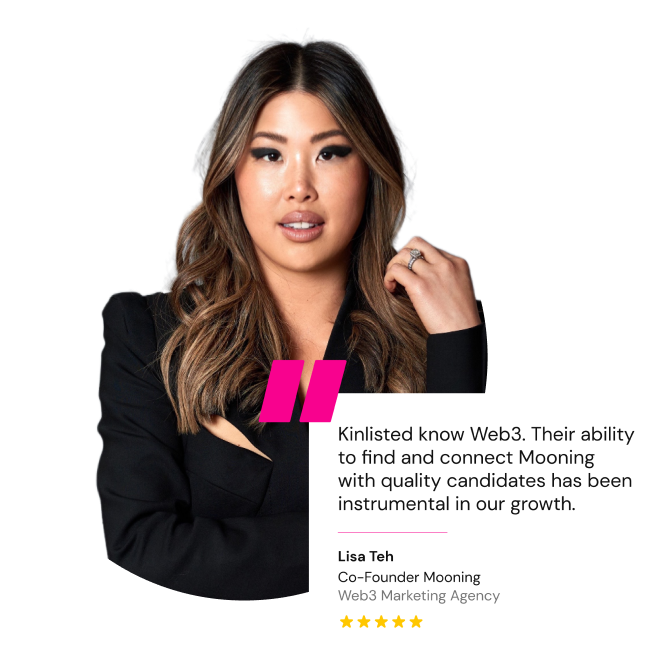 Kinlisted know Web3. Their ability
to find and connect Mooning
with quality candidates has been
instrumental in our growth.
Lisa Teh
Co-Founder Mooning
Web3 Marketing Agency